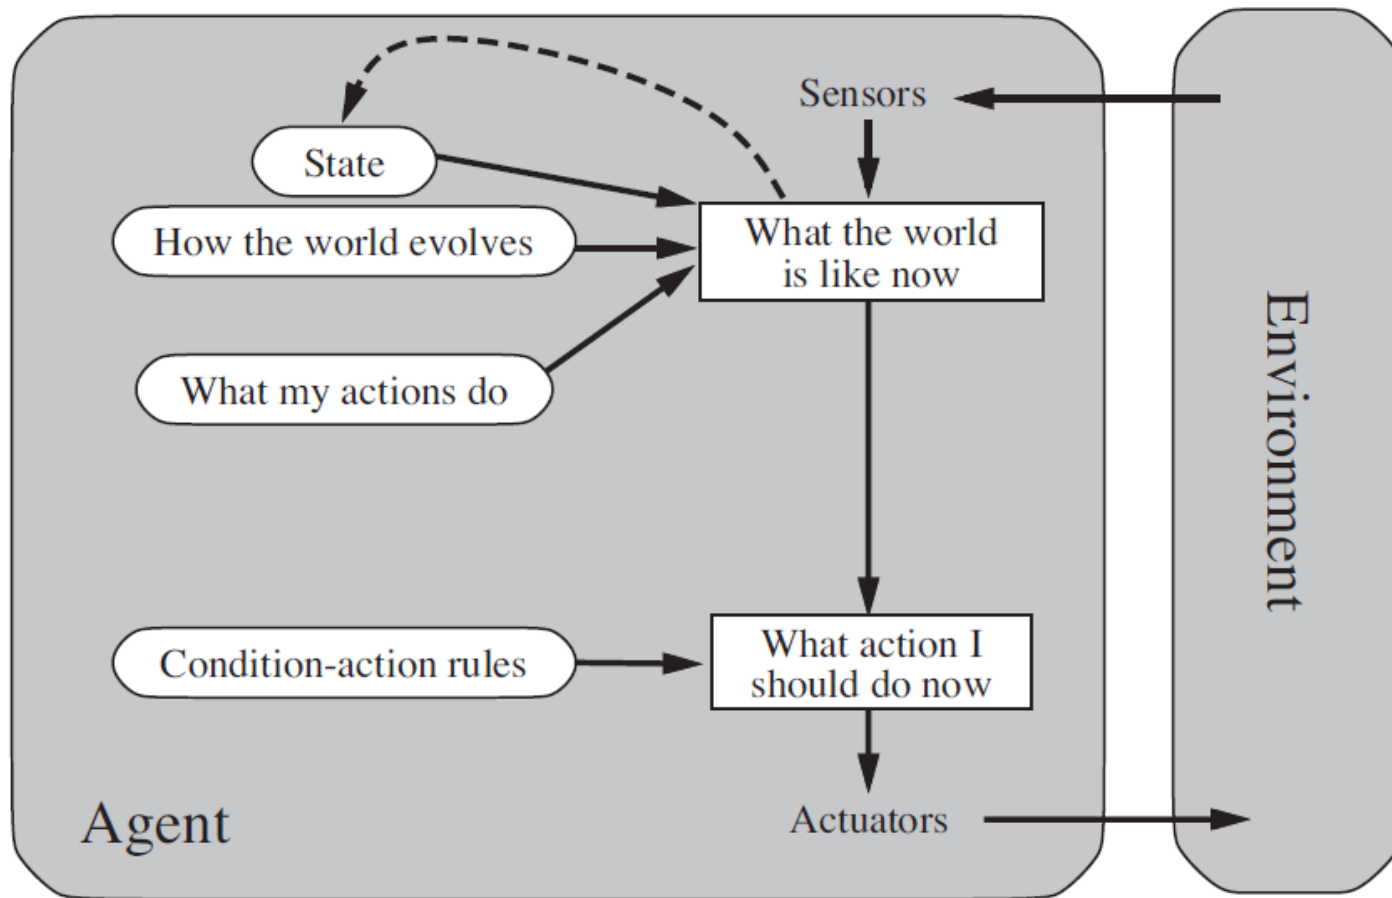 Sensors
State
What the world
is like now
How the world evolves
What my actions do
Environment
Condition-action rules
What action I
should do now
Agent
Actuators